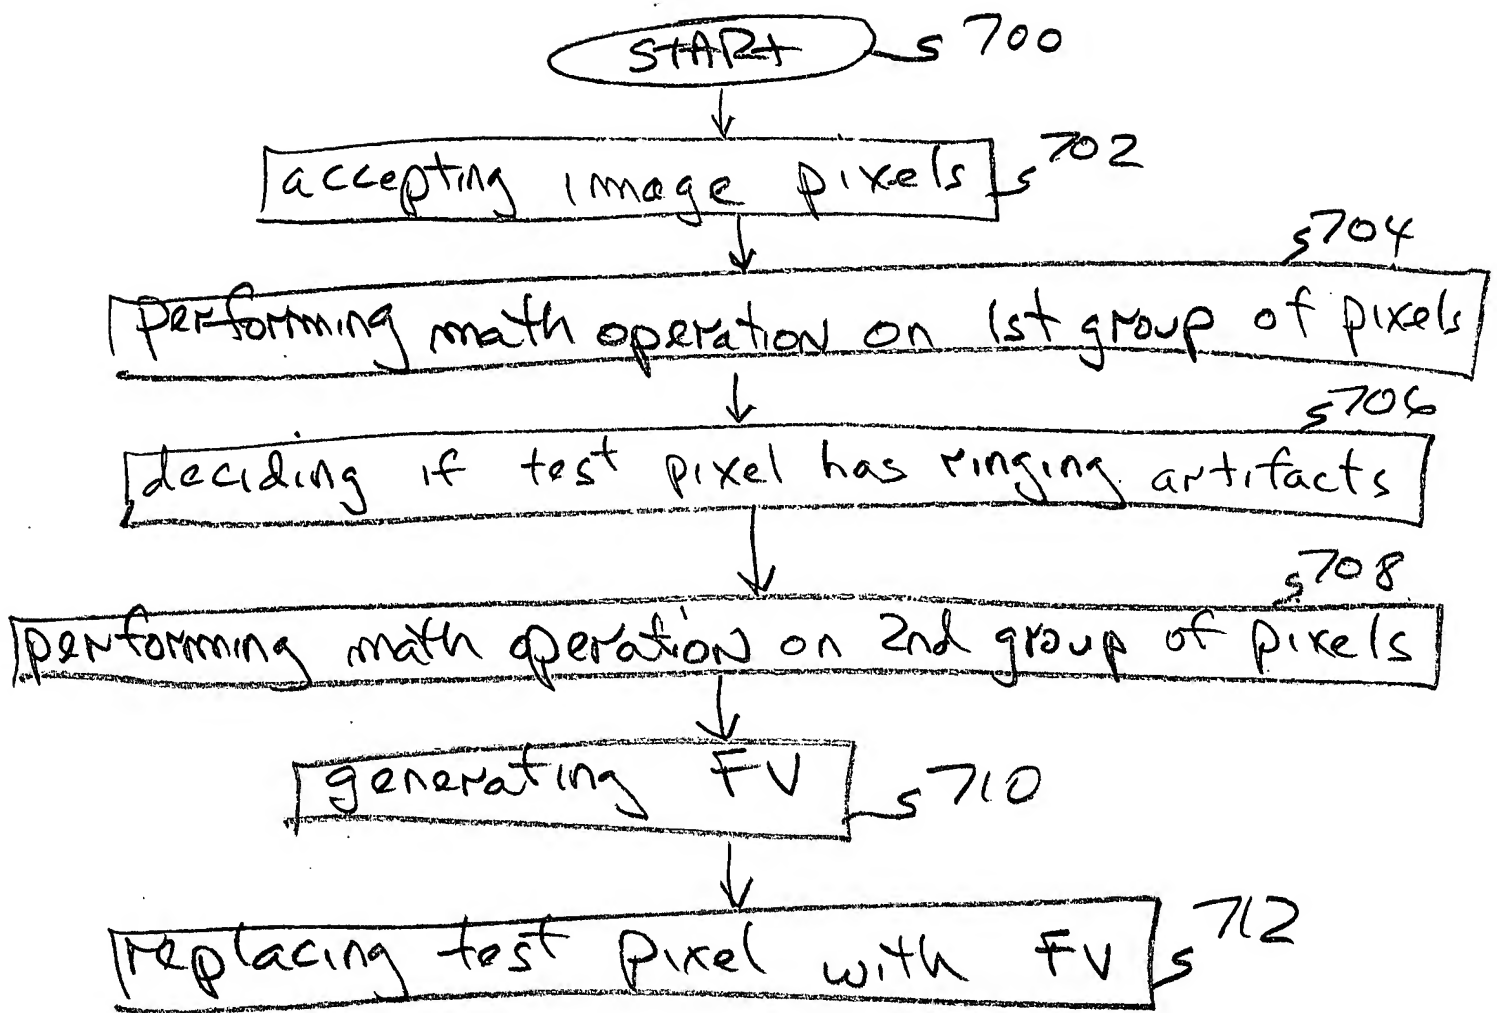 START 700
accepting image pixels 702
704
performing math operation on 1st group of pixels
706
deciding if test pixel has ringing artifacts
708
performing math operation on 2nd group of pixels
generating FV 710
replacing test pixel with FV 712